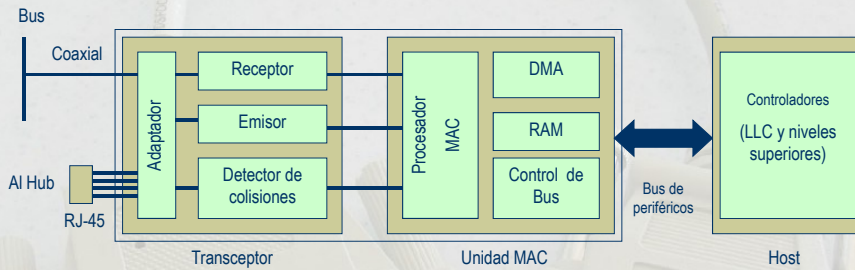 Bus
Coaxial
Al Hub
RJ-45
Adaptador
Receptor
Emisor
Detector de
colisiones
Transceptor
Procesador
MAC
DMA
RAM
Control de
Bus
Unidad MAC
Bus de
periféricos
Controladores
(LLC y niveles
superiores)
Host